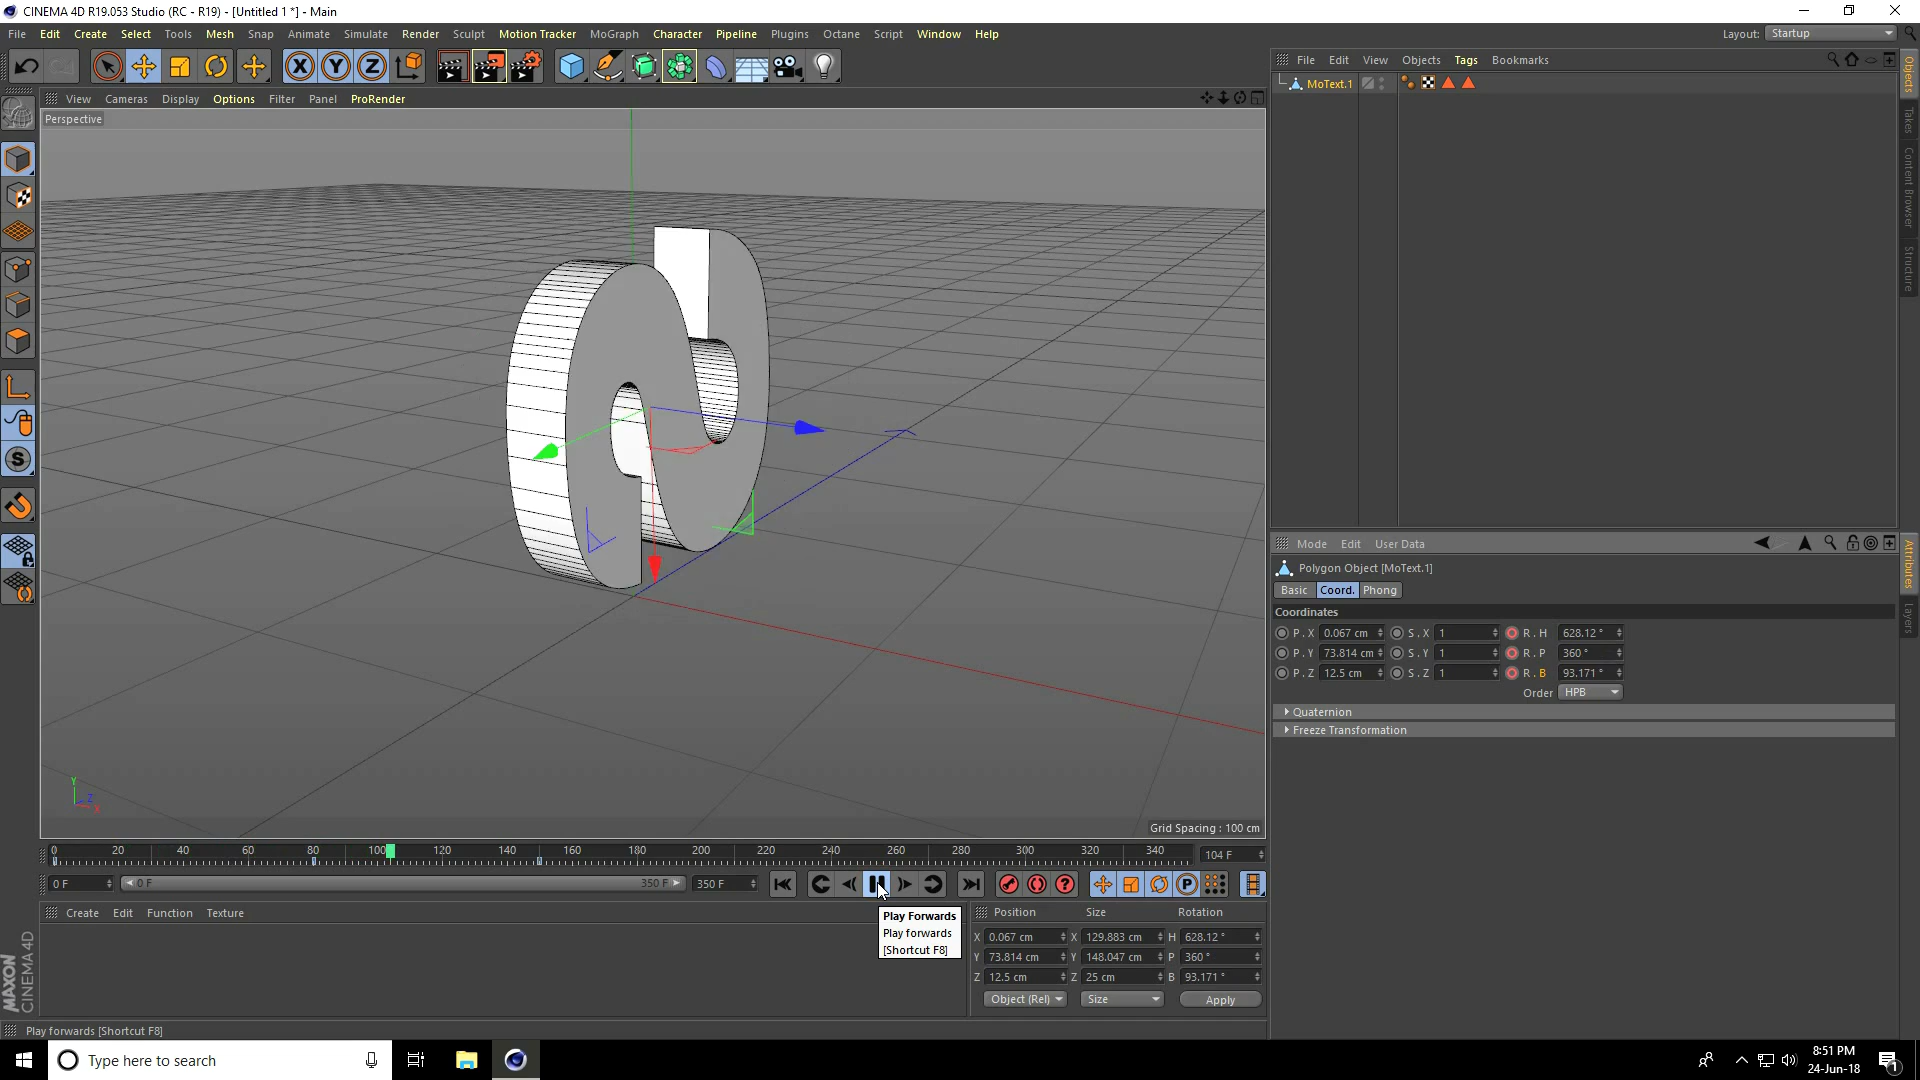 CINEMA 4D R19.053 Studio (RC - R19) - [Untitled 1 *] - Main
File Edit Create Select Tools Mesh Snap Animate Simulate Render Sculpt Motion Tracker MoGraph Character Pipeline Plugins Octane Script Window Help
Layout: Startup
X Y Z
File Edit View Objects Tags Bookmarks
MoText.1
View Cameras Display Options Filter Panel ProRender
Perspective
Objects
Takes
Content Browser
Structure
S
Mode Edit User Data
Polygon Object [MoText.1]
Basic Coord. Phong
Coordinates
P . X 0.067 cm S . X 1 R . H 628.12 °
P . Y 73.814 cm S . Y 1 R . P 360 °
P . Z 12.5 cm S . Z 1 R . B 93.171 °
Order HPB
Quaternion
Freeze Transformation
Attributes
Layers
Y
Z
X
Grid Spacing : 100 cm
0 20 40 60 80 100 120 140 160 180 200 220 240 260 280 300 320 340
104 F
0 F 0 F 350 F 350 F
? P
Create Edit Function Texture
Play Forwards
Play forwards
[Shortcut F8]
Position Size Rotation
X 0.067 cm X 129.883 cm H 628.12 °
Y 73.814 cm Y 148.047 cm P 360 °
Z 12.5 cm Z 25 cm B 93.171 °
Object (Rel) Size Apply
MAXON
CINEMA 4D
Play forwards [Shortcut F8]
Type here to search
8:51 PM
24-Jun-18
1